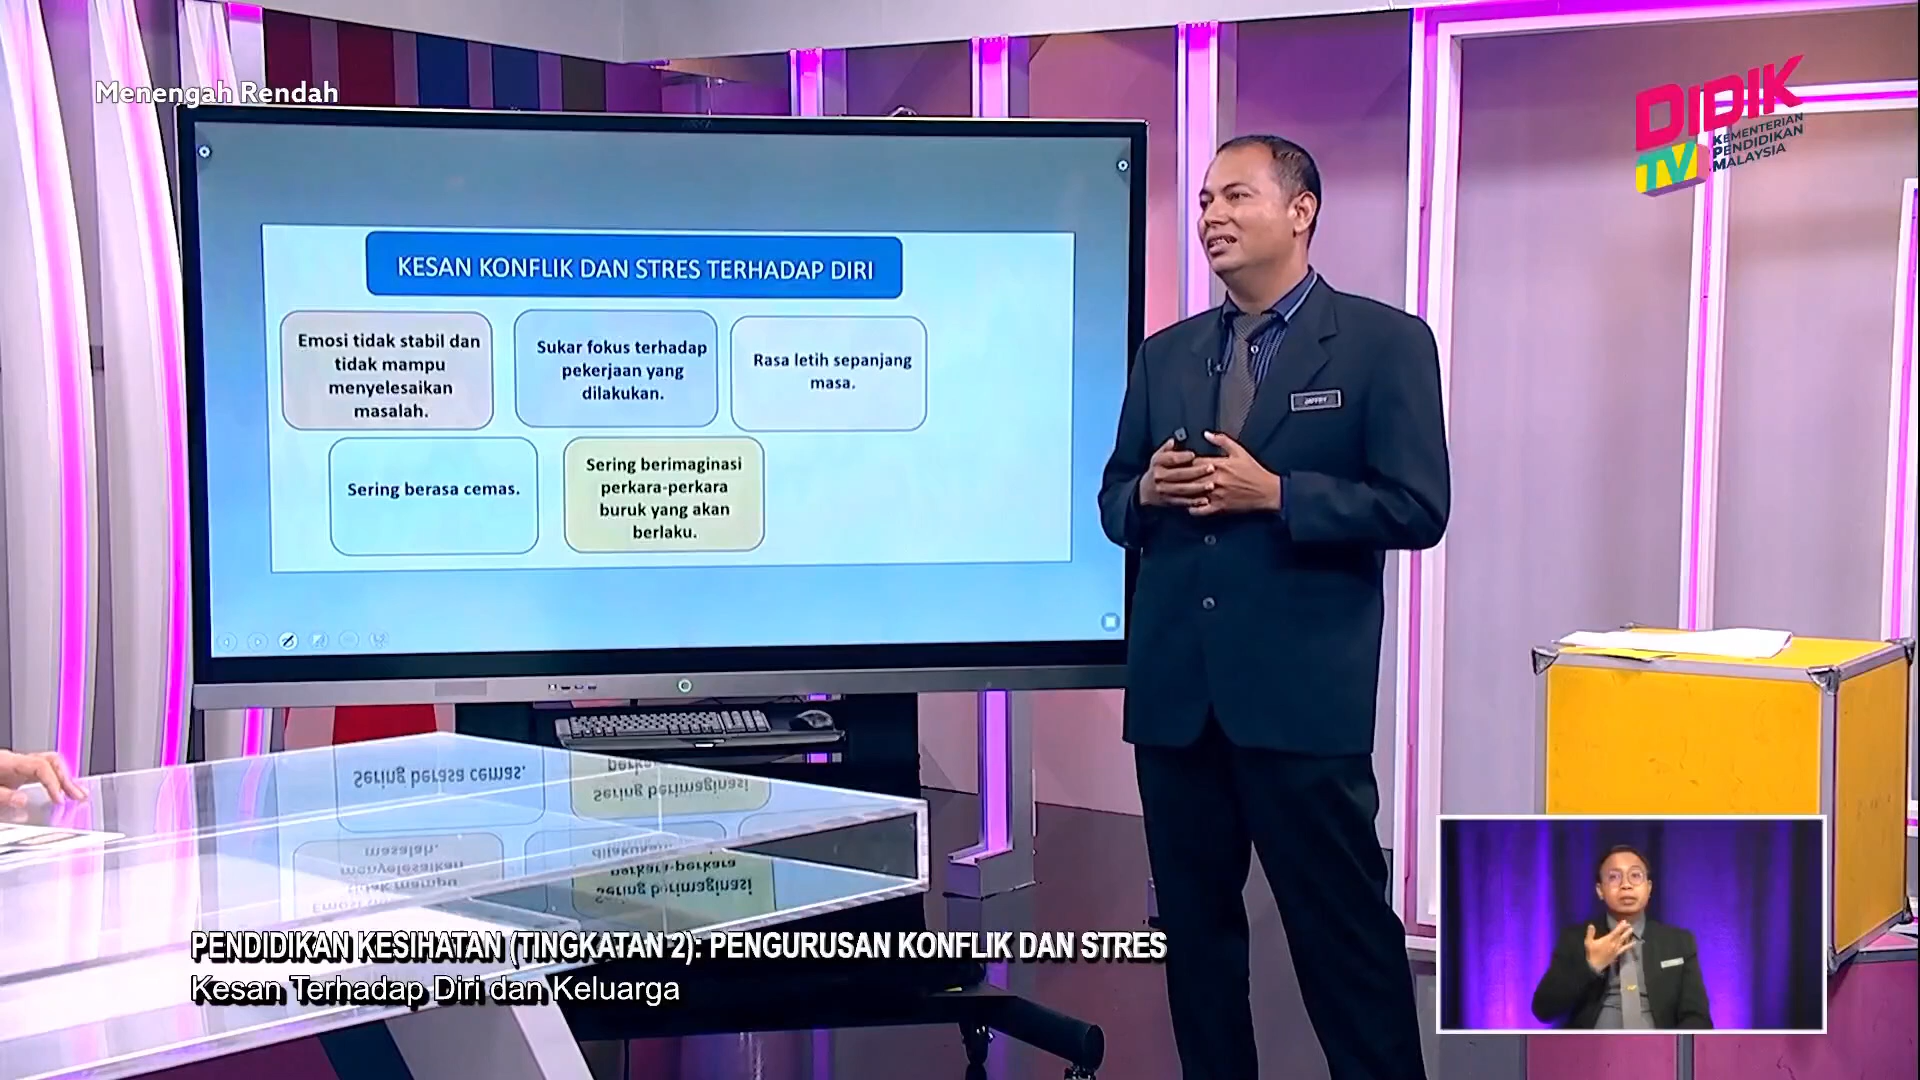 Menengah Rendah
DIDIK
TV
KEMENTERIAN
PENDIDIKAN
MALAYSIA
KESAN KONFLIK DAN STRES TERHADAP DIRI
Emosi tidak stabil dan
tidak mampu
menyelesaikan
masalah.
Sukar fokus terhadap
pekerjaan yang
dilakukan.
Rasa letih sepanjang
masa.
Sering berasa cemas.
Sering berimaginasi
perkara-perkara
buruk yang akan
berlaku.
JAFFRY
PENDIDIKAN KESIHATAN (TINGKATAN 2): PENGURUSAN KONFLIK DAN STRES
Kesan Terhadap Diri dan Keluarga